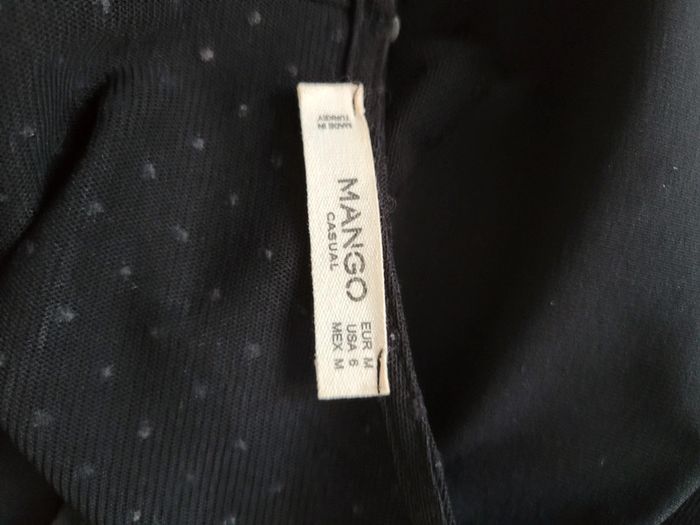 MADE IN
TURKEY
MANGO
CASUAL
EUR M
USA 6
MEX M